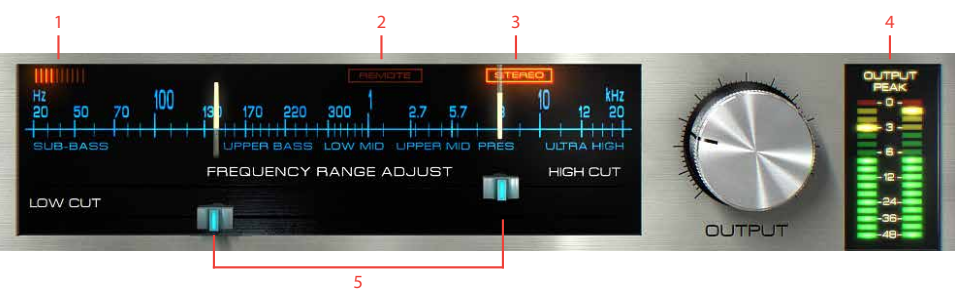 1 2 3 4
REMOTE STEREO
OUTPUT
PEAK
Hz 100 1 10 kHz
20 50 70 130 170 220 300 2.7 5.7 8 12 20
SUB-BASS UPPER BASS LOW MID UPPER MID PRES ULTRA HIGH
FREQUENCY RANGE ADJUST HIGH CUT
LOW CUT
OUTPUT
0
3
6
12
24
36
48
5